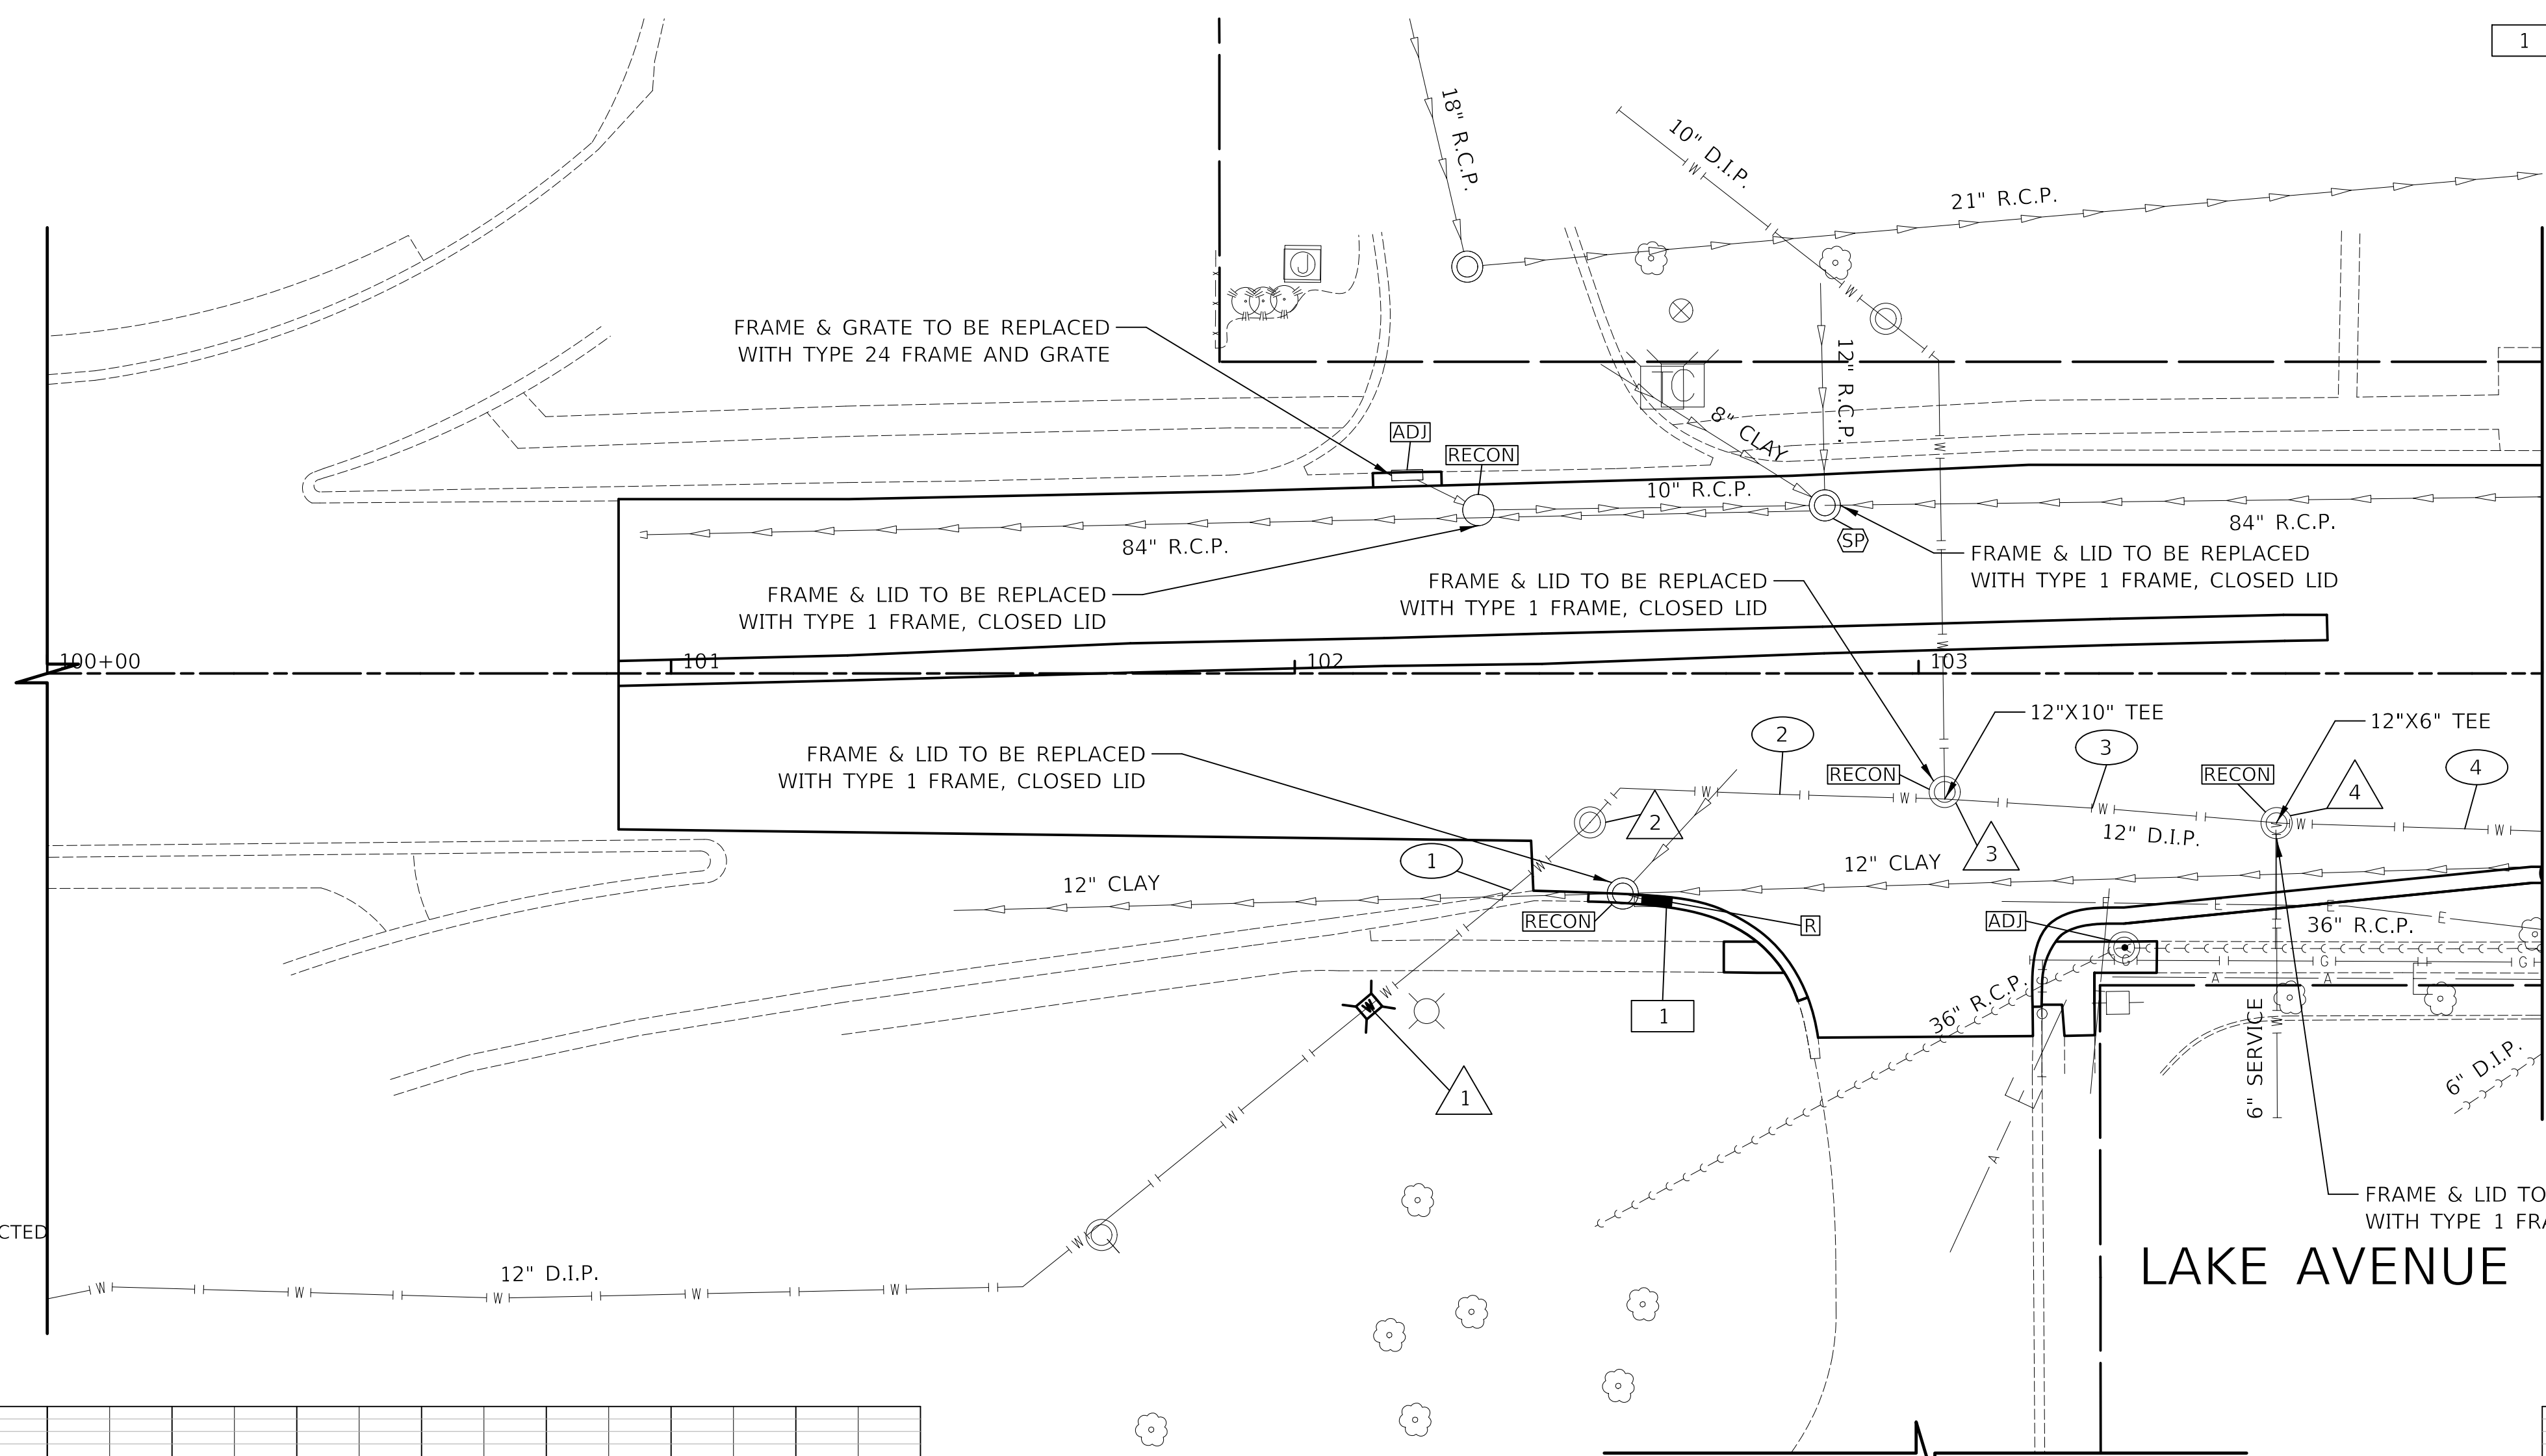 1
18" R.C.P.
10" D.I.P.
21" R.C.P.
J
W
FRAME & GRATE TO BE REPLACED
WITH TYPE 24 FRAME AND GRATE
12" R.C.P.
TC
8" CLAY
ADJ
RECON
10" R.C.P.
84" R.C.P.
84" R.C.P.
SP
FRAME & LID TO BE REPLACED
WITH TYPE 1 FRAME, CLOSED LID
FRAME & LID TO BE REPLACED
WITH TYPE 1 FRAME, CLOSED LID
FRAME & LID TO BE REPLACED
WITH TYPE 1 FRAME, CLOSED LID
100+00
101
102
103
12"X10" TEE
12"X6" TEE
2
3
4
FRAME & LID TO BE REPLACED
WITH TYPE 1 FRAME, CLOSED LID
RECON
RECON
4
2
3
12" D.I.P.
1
12" CLAY
12" CLAY
RECON
R
ADJ
E
E
E
36" R.C.P.
G
G
G
A
A
1
36" R.C.P.
1
6" SERVICE
6" D.I.P.
A
FRAME & LID TO
WITH TYPE 1 FRA
CTED
LAKE AVENUE
12" D.I.P.
W
W
W
W
W